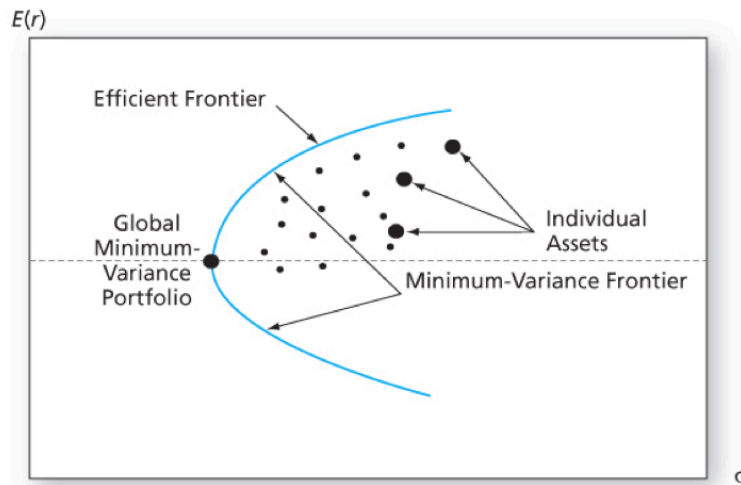 E(r)
Efficient Frontier
Global
Minimum-
Variance
Portfolio
Individual
Assets
Minimum-Variance Frontier